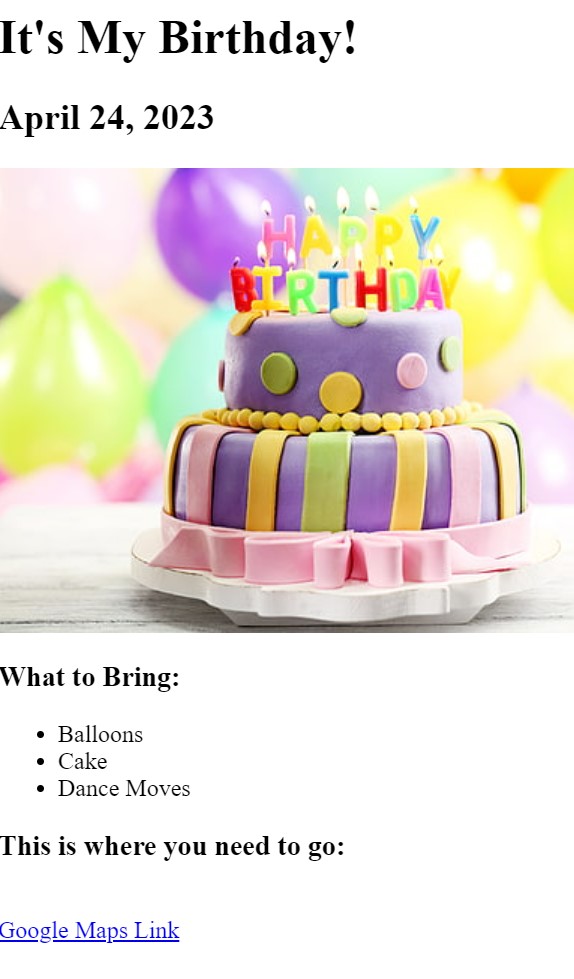 It's My Birthday!
April 24, 2023
HAPPY
BIRTHDAY
What to Bring:
Balloons
Cake
Dance Moves
This is where you need to go:
Google Maps Link